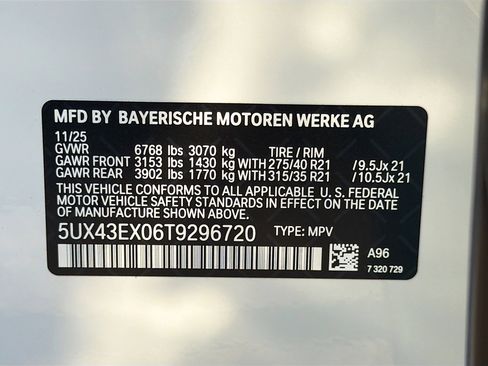 MFD BY BAYERISCHE MOTOREN WERKE AG
11/25
GVWR 6768 lbs 3070 kg TIRE / RIM
GAWR FRONT 3153 lbs 1430 kg WITH 275/40 R21 /9.5Jx 21
GAWR REAR 3902 lbs 1770 kg WITH 315/35 R21 /10.5Jx 21
THIS VEHICLE CONFORMS TO ALL APPLICABLE U. S. FEDERAL
MOTOR VEHICLE SAFETY STANDARDS IN EFFECT ON THE DATE
OF MANUFACTURE SHOWN ABOVE.
5UX43EX06T9296720 TYPE: MPV
A96
7 320 729